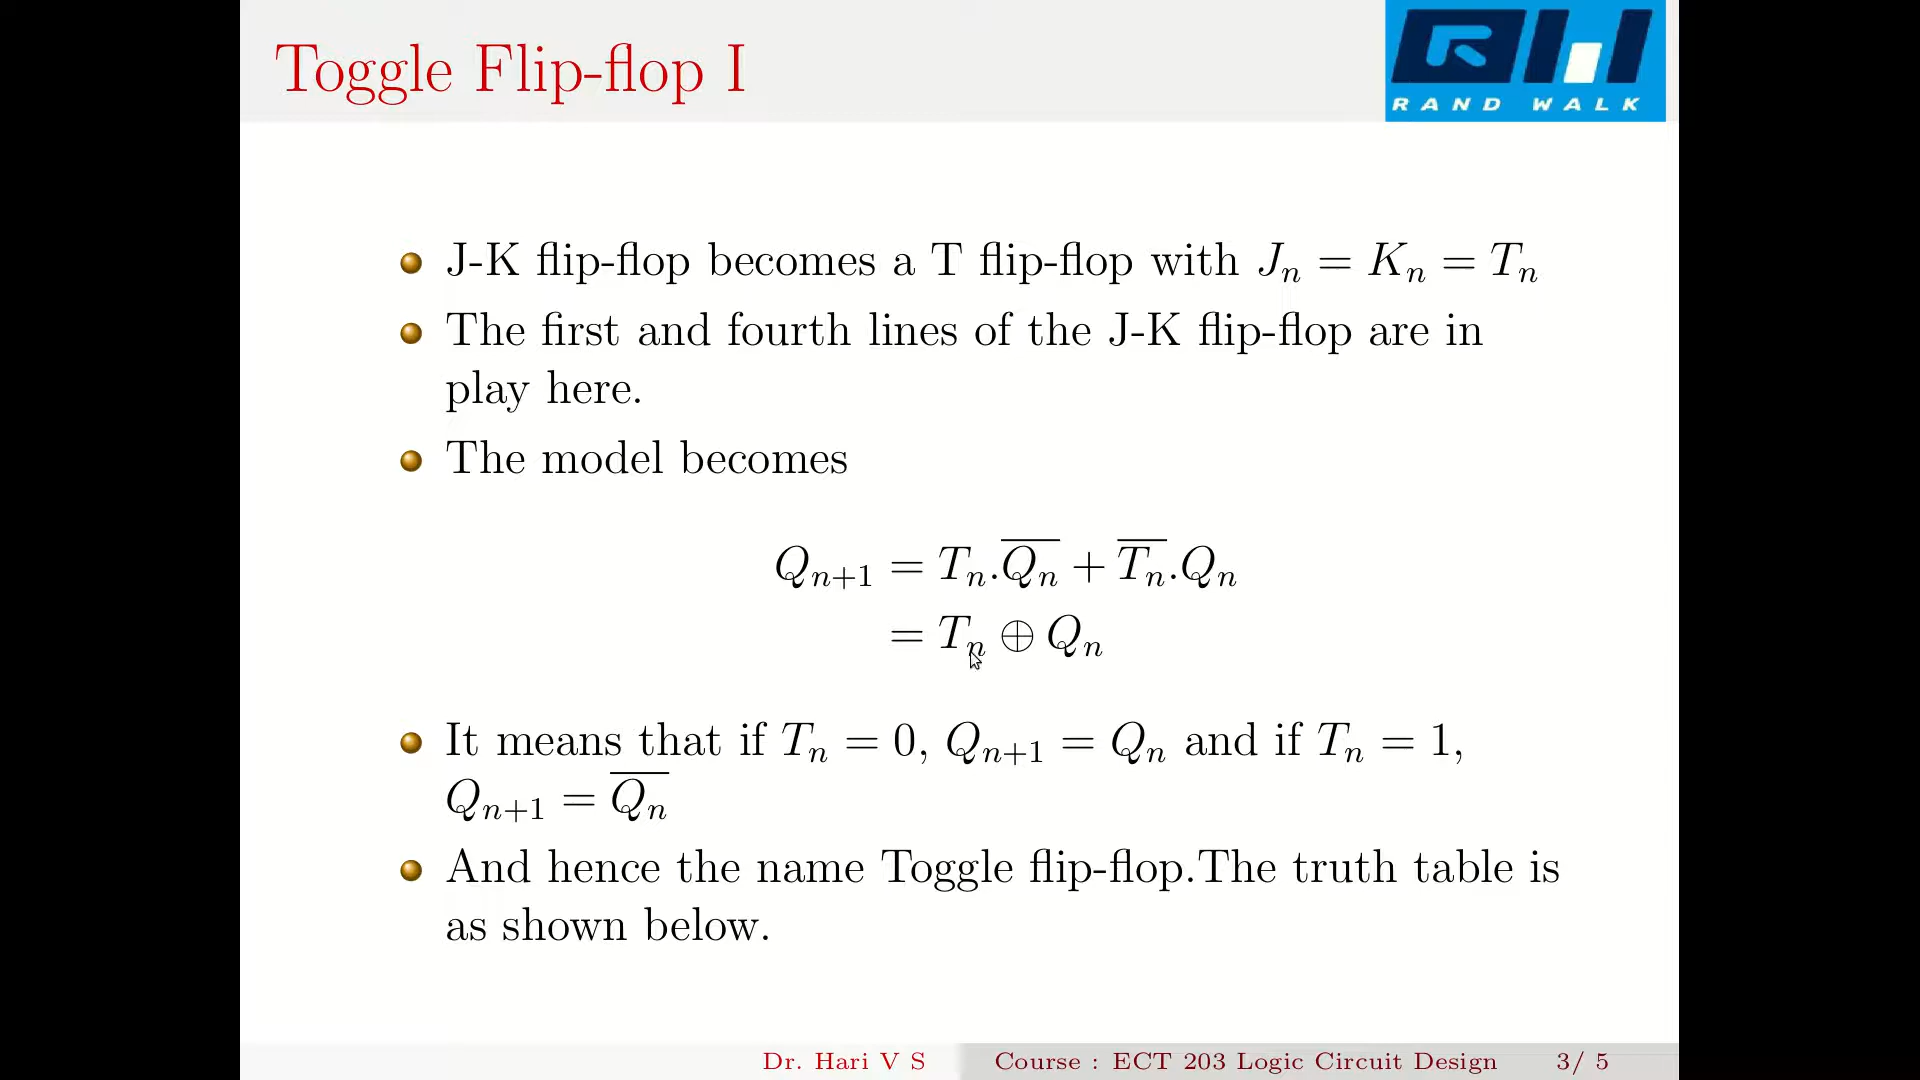 Toggle Flip-flop I
RAND WALK
J-K flip-flop becomes a T flip-flop with Jₙ = Kₙ = Tₙ
The first and fourth lines of the J-K flip-flop are in
play here.
The model becomes
Qₙ₊₁ = Tₙ.Q̅ₙ̅ + T̅ₙ̅.Qₙ
= Tₙ ⊕ Qₙ
It means that if Tₙ = 0, Qₙ₊₁ = Qₙ and if Tₙ = 1,
Qₙ₊₁ = Q̅ₙ̅
And hence the name Toggle flip-flop.The truth table is
as shown below.
Dr. Hari V S Course : ECT 203 Logic Circuit Design 3/ 5